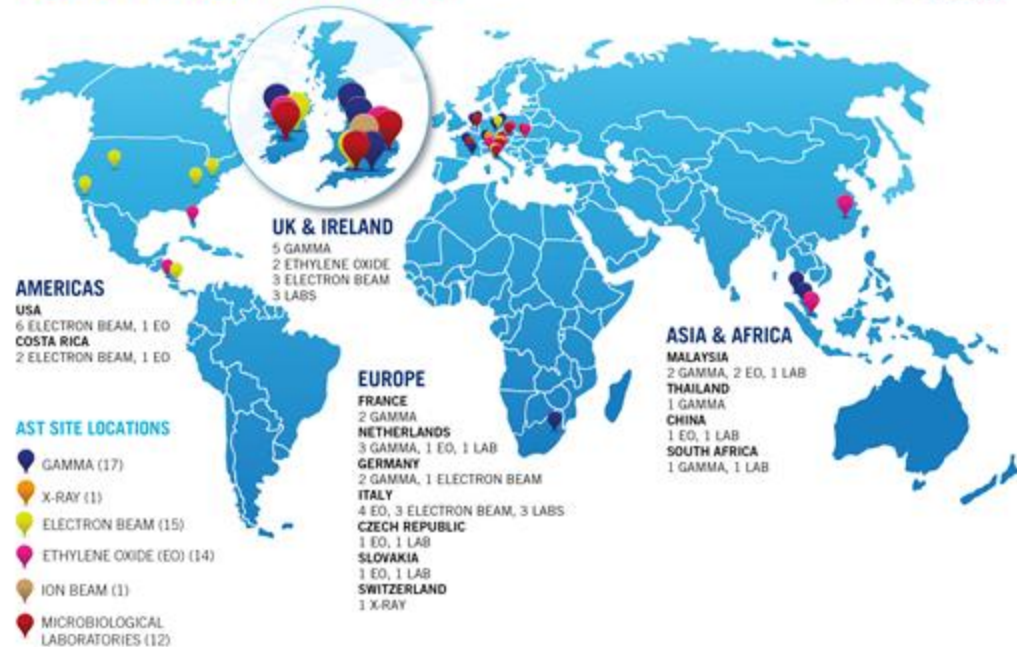 UK & IRELAND
5 GAMMA
2 ETHYLENE OXIDE
3 ELECTRON BEAM
3 LABS
AMERICAS
USA
6 ELECTRON BEAM, 1 EO
COSTA RICA
2 ELECTRON BEAM, 1 EO
EUROPE
FRANCE
2 GAMMA
NETHERLANDS
3 GAMMA, 1 EO, 1 LAB
GERMANY
2 GAMMA, 1 ELECTRON BEAM
ITALY
4 EO, 3 ELECTRON BEAM, 3 LABS
CZECH REPUBLIC
1 EO, 1 LAB
SLOVAKIA
1 EO, 1 LAB
SWITZERLAND
1 X-RAY
ASIA & AFRICA
MALAYSIA
2 GAMMA, 2 EO, 1 LAB
THAILAND
1 GAMMA
CHINA
1 EO, 1 LAB
SOUTH AFRICA
1 GAMMA, 1 LAB
AST SITE LOCATIONS
GAMMA (17)
X-RAY (1)
ELECTRON BEAM (15)
ETHYLENE OXIDE (EO) (14)
ION BEAM (1)
MICROBIOLOGICAL
LABORATORIES (12)